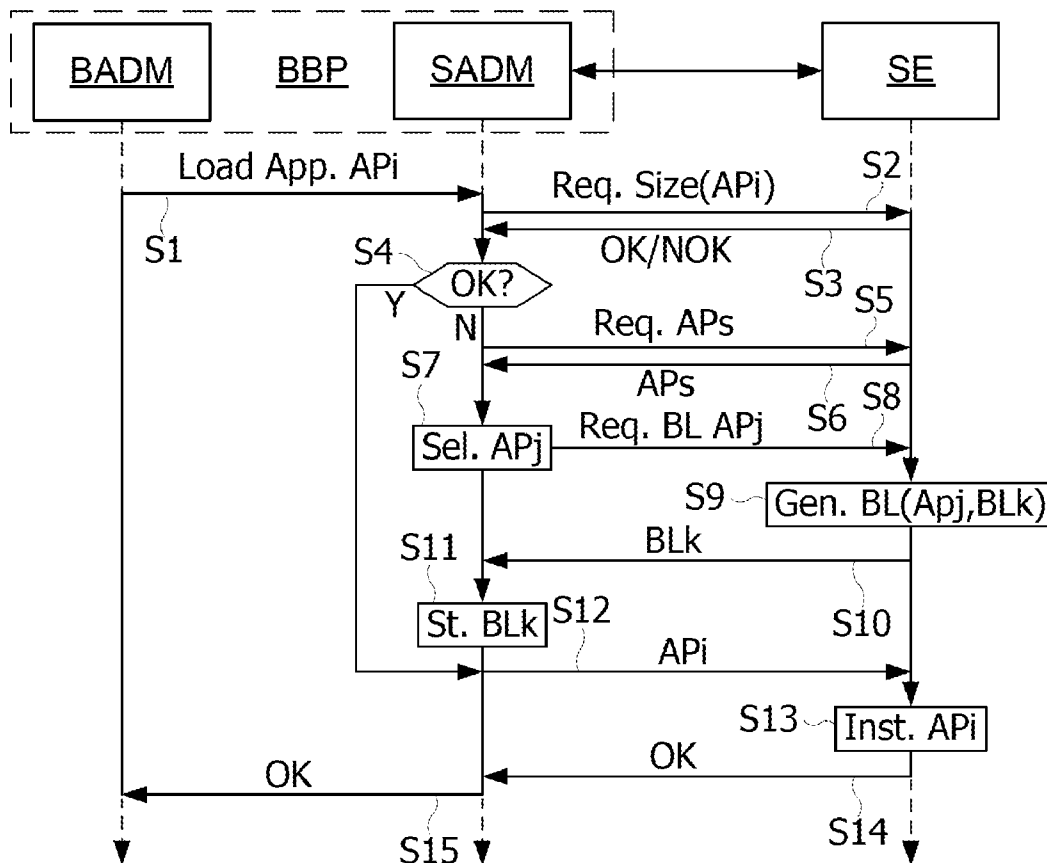 BADM
BBP
SADM
SE
Load App. APi
S1
Req. Size(APi)
S2
OK/NOK
S3
S4
OK?
Y
N
Req. APs
S5
APs
S6
S7
Sel. APj
Req. BL APj
S8
S9
Gen. BL(Apj,BLk)
BLk
S10
S11
St. BLk
S12
APi
S13
Inst. APi
OK
S14
OK
S15